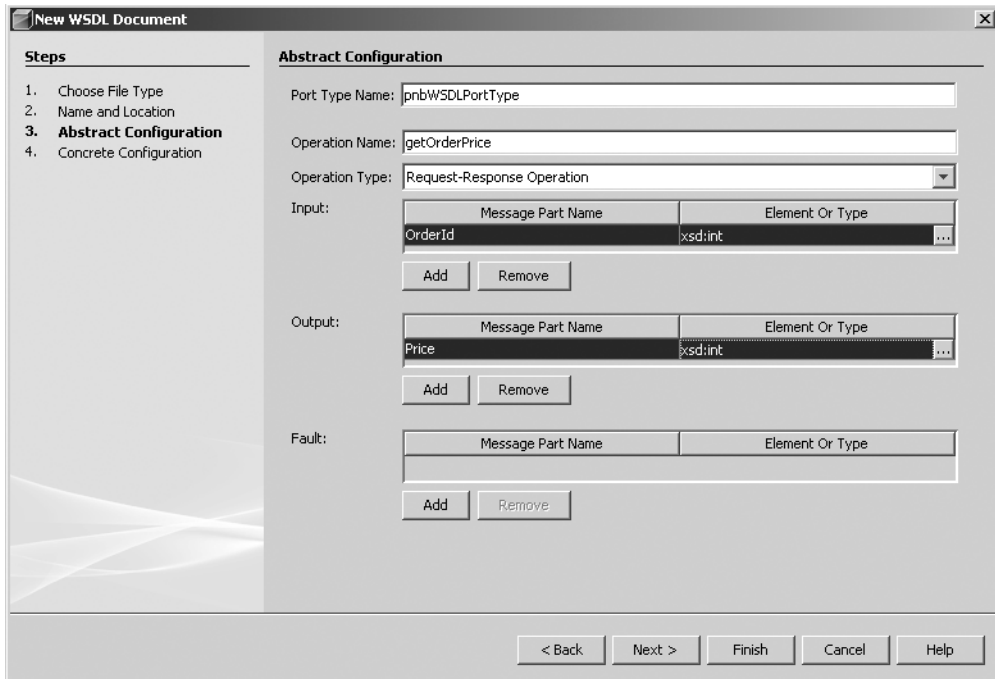 New WSDL Document
Steps
1. Choose File Type
2. Name and Location
3. Abstract Configuration
4. Concrete Configuration
Abstract Configuration
Port Type Name: pnbWSDLPortType
Operation Name: getOrderPrice
Operation Type: Request-Response Operation
Input:
Message Part Name Element Or Type
OrderId xsd:int ...
Add Remove
Output:
Message Part Name Element Or Type
Price xsd:int ...
Add Remove
Fault:
Message Part Name Element Or Type
Add Remove
< Back Next > Finish Cancel Help